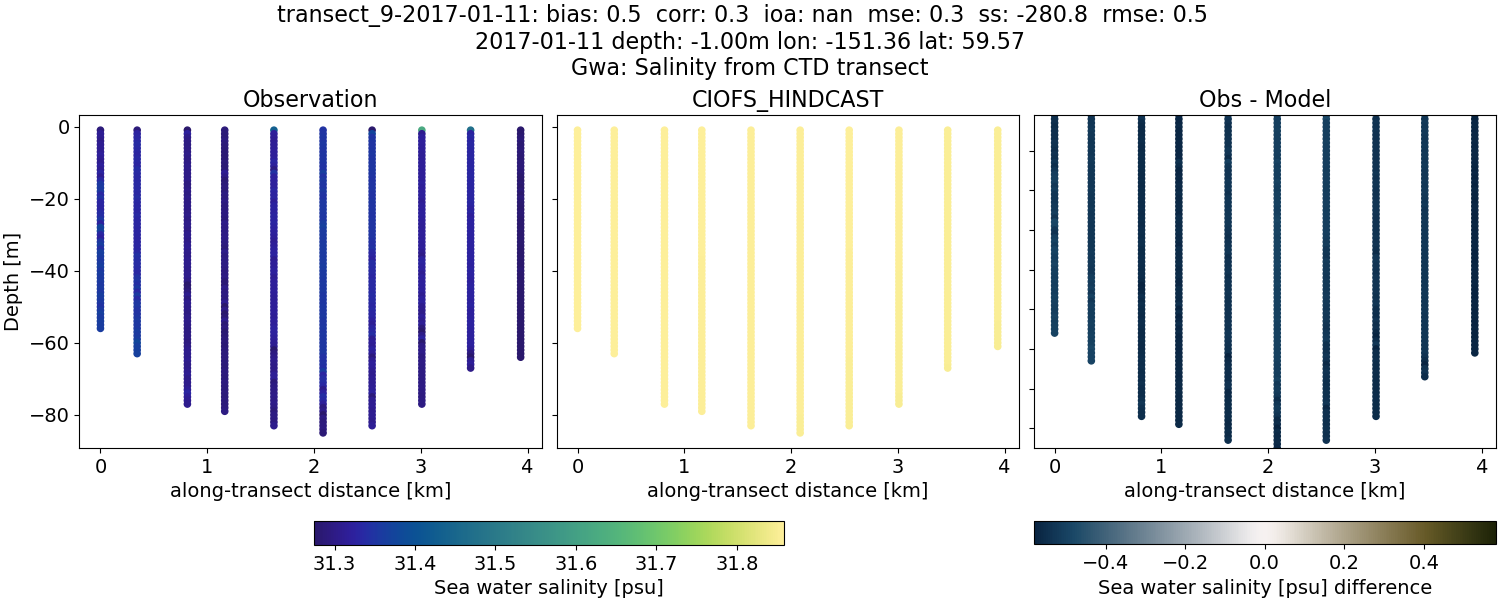 transect_9-2017-01-11: bias: 0.5  corr: 0.3  ioa: nan  mse: 0.3  ss: -280.8  rmse: 0.5
2017-01-11 depth: -1.00m lon: -151.36 lat: 59.57
Gwa: Salinity from CTD transect
Observation
CIOFS_HINDCAST
Obs - Model
0
−20
−40
−60
−80
Depth [m]
0 1 2 3 4
0 1 2 3 4
0 1 2 3 4
along-transect distance [km]
along-transect distance [km]
along-transect distance [km]
31.3 31.4 31.5 31.6 31.7 31.8
Sea water salinity [psu]
−0.4 −0.2 0.0 0.2 0.4
Sea water salinity [psu] difference